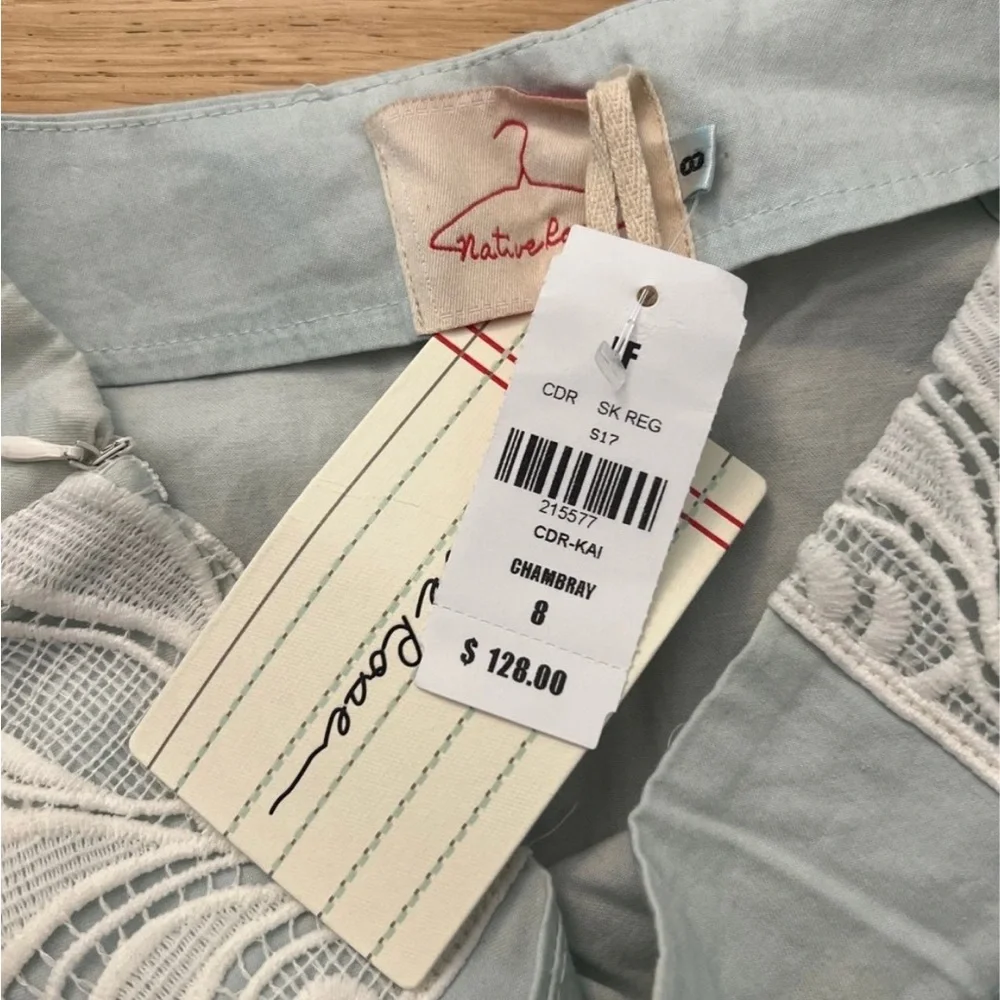 Native
8
F
CDR SK REG
S17
215577
CDR-KAI
CHAMBRAY
8
$ 128.00
Rose